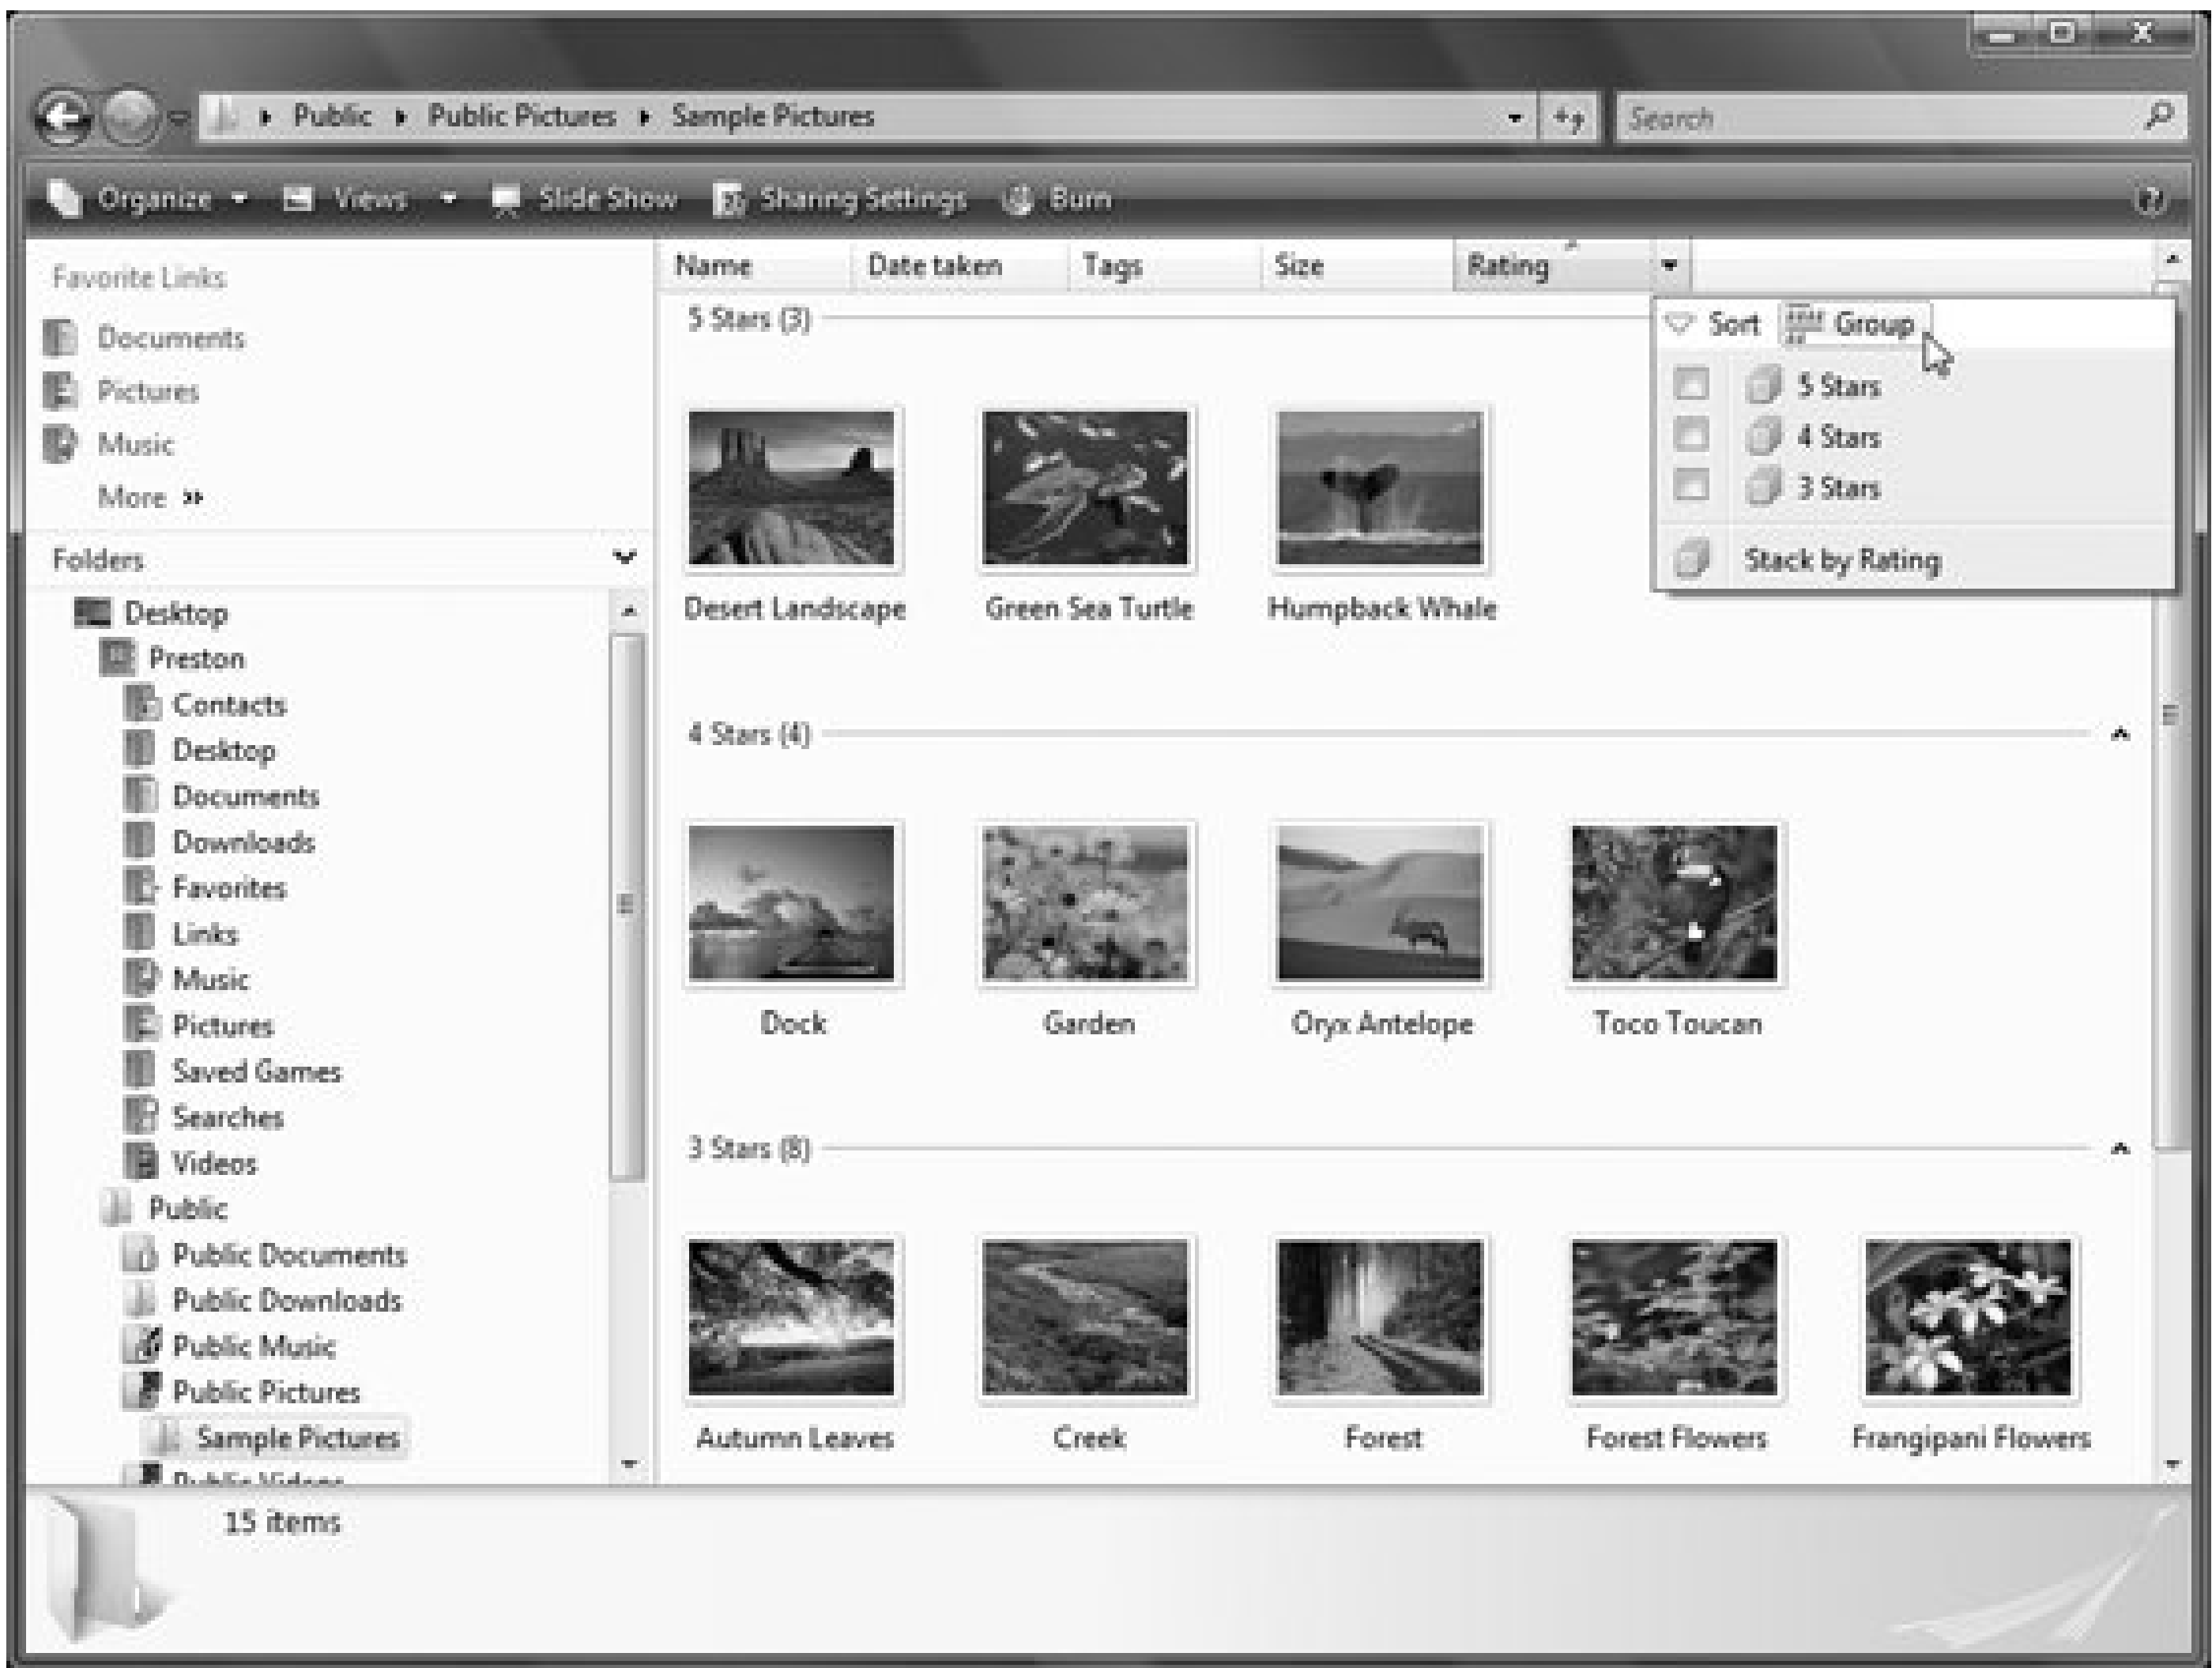 Public Public Pictures Sample Pictures
Search
Organize Views Slide Show Sharing Settings Burn
Favorite Links
Documents
Pictures
Music
More »
Folders
Desktop
Preston
Contacts
Desktop
Documents
Downloads
Favorites
Links
Music
Pictures
Saved Games
Searches
Videos
Public
Public Documents
Public Downloads
Public Music
Public Pictures
Sample Pictures
Public Videos
Name Date taken Tags Size Rating
Sort Group
5 Stars
4 Stars
3 Stars
Stack by Rating
5 Stars (3)
Desert Landscape Green Sea Turtle Humpback Whale
4 Stars (4)
Dock Garden Oryx Antelope Toco Toucan
3 Stars (8)
Autumn Leaves Creek Forest Forest Flowers Frangipani Flowers
15 items